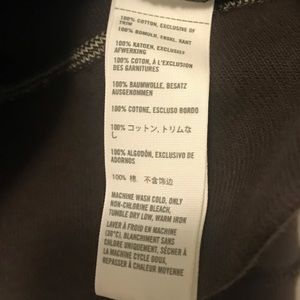 100% COTTON, EXCLUSIVE OF
TRIM
100% BOMULD, EKSKL. KANT
100% KATOEN, EXCLUSIEF
AFWERKING
100% COTON, À L'EXCLUSION
DES GARNITURES
100% BAUMWOLLE, BESATZ
AUSGENOMMEN
100% COTONE, ESCLUSO BORDO
100% コットン、トリムな
し
100% ALGODÓN, EXCLUSIVO DE
ADORNOS
100% 棉, 不含饰边
MACHINE WASH COLD, ONLY
NON-CHLORINE BLEACH,
TUMBLE DRY LOW, WARM IRON
LAVER À FROID EN MACHINE
(30°C), BLANCHIMENT SANS
CHLORE UNIQUEMENT, SÉCHER
LA MACHINE CYCLE DOUX,
REPASSER À CHALEUR MOYENNE